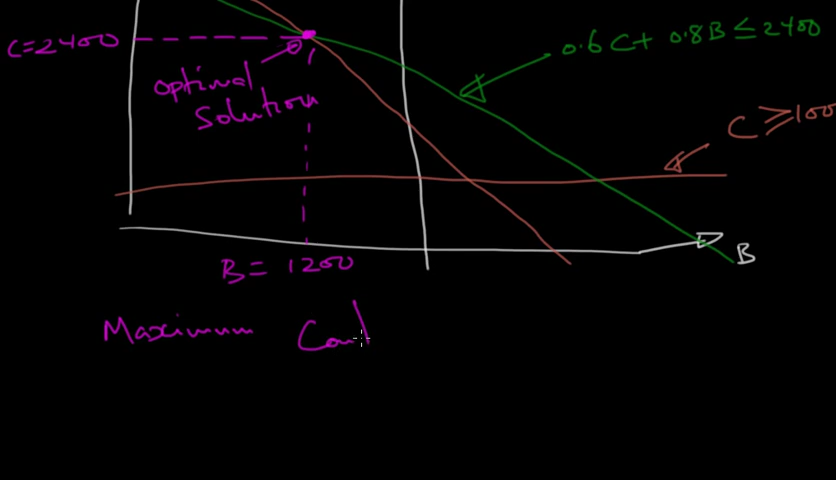 C=2400
0.6C + 0.8B ≤ 2400
optimal
Solution
C ≥ 100
B = 1200
B
Maximum